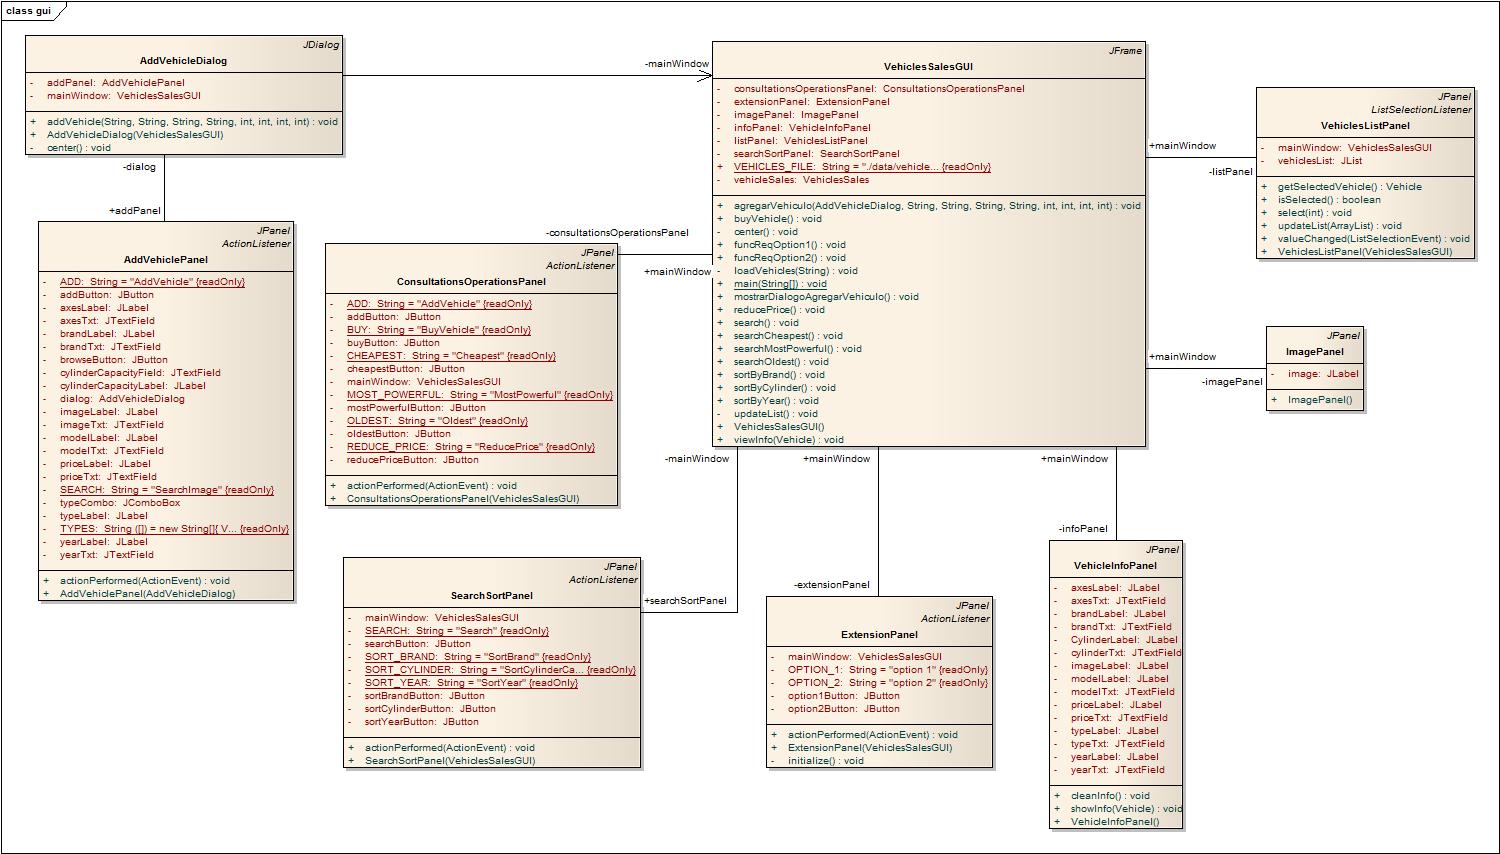 class gui
JDialog
AddVehicleDialog
- addPanel: AddVehiclePanel
- mainWindow: VehiclesSalesGUI
+ addVehicle(String, String, String, String, int, int, int, int) : void
+ AddVehicleDialog(VehiclesSalesGUI)
- center() : void
-mainWindow
-dialog
+addPanel
JPanel
ActionListener
AddVehiclePanel
- ADD: String = "AddVehicle" {readOnly}
- addButton: JButton
- axesLabel: JLabel
- axesTxt: JTextField
- brandLabel: JLabel
- brandTxt: JTextField
- browseButton: JButton
- cylinderCapacityField: JTextField
- cylinderCapacityLabel: JLabel
- dialog: AddVehicleDialog
- imageLabel: JLabel
- imageTxt: JTextField
- modelLabel: JLabel
- modelTxt: JTextField
- priceLabel: JLabel
- priceTxt: JTextField
- SEARCH: String = "SearchImage" {readOnly}
- typeCombo: JComboBox
- typeLabel: JLabel
- TYPES: String ([]) = new String[]{ V... {readOnly}
- yearLabel: JLabel
- yearTxt: JTextField
+ actionPerformed(ActionEvent) : void
+ AddVehiclePanel(AddVehicleDialog)
-consultationsOperationsPanel
+mainWindow
JPanel
ActionListener
ConsultationsOperationsPanel
- ADD: String = "AddVehicle" {readOnly}
- addButton: JButton
- BUY: String = "BuyVehicle" {readOnly}
- buyButton: JButton
- CHEAPEST: String = "Cheapest" {readOnly}
- cheapestButton: JButton
- mainWindow: VehiclesSalesGUI
- MOST_POWERFUL: String = "MostPowerful" {readOnly}
- mostPowerfulButton: JButton
- OLDEST: String = "Oldest" {readOnly}
- oldestButton: JButton
- REDUCE_PRICE: String = "ReducePrice" {readOnly}
- reducePriceButton: JButton
+ actionPerformed(ActionEvent) : void
+ ConsultationsOperationsPanel(VehiclesSalesGUI)
JFrame
VehiclesSalesGUI
- consultationsOperationsPanel: ConsultationsOperationsPanel
- extensionPanel: ExtensionPanel
- imagePanel: ImagePanel
- infoPanel: VehicleInfoPanel
- listPanel: VehiclesListPanel
- searchSortPanel: SearchSortPanel
+ VEHICLES_FILE: String = "./data/vehicle... {readOnly}
- vehicleSales: VehiclesSales
+ agregarVehiculo(AddVehicleDialog, String, String, String, String, int, int, int, int) : void
+ buyVehicle() : void
- center() : void
+ funcReqOption1() : void
+ funcReqOption2() : void
- loadVehicles(String) : void
+ main(String[]) : void
+ mostrarDialogoAgregarVehiculo() : void
+ reducePrice() : void
+ search() : void
+ searchCheapest() : void
+ searchMostPowerful() : void
+ searchOldest() : void
+ sortByBrand() : void
+ sortByCylinder() : void
+ sortByYear() : void
- updateList() : void
+ VehiclesSalesGUI()
+ viewInfo(Vehicle) : void
+mainWindow
-listPanel
JPanel
ListSelectionListener
VehiclesListPanel
- mainWindow: VehiclesSalesGUI
- vehiclesList: JList
+ getSelectedVehicle() : Vehicle
+ isSelected() : boolean
+ select(int) : void
+ updateList(ArrayList) : void
+ valueChanged(ListSelectionEvent) : void
+ VehiclesListPanel(VehiclesSalesGUI)
+mainWindow
-imagePanel
JPanel
ImagePanel
- image: JLabel
+ ImagePanel()
-mainWindow
+searchSortPanel
JPanel
ActionListener
SearchSortPanel
- mainWindow: VehiclesSalesGUI
- SEARCH: String = "Search" {readOnly}
- searchButton: JButton
- SORT_BRAND: String = "SortBrand" {readOnly}
- SORT_CYLINDER: String = "SortCylinderCa... {readOnly}
- SORT_YEAR: String = "SortYear" {readOnly}
- sortBrandButton: JButton
- sortCylinderButton: JButton
- sortYearButton: JButton
+ actionPerformed(ActionEvent) : void
+ SearchSortPanel(VehiclesSalesGUI)
+mainWindow
-extensionPanel
JPanel
ActionListener
ExtensionPanel
- mainWindow: VehiclesSalesGUI
- OPTION_1: String = "option 1" {readOnly}
- OPTION_2: String = "option 2" {readOnly}
- option1Button: JButton
- option2Button: JButton
+ actionPerformed(ActionEvent) : void
+ ExtensionPanel(VehiclesSalesGUI)
- initialize() : void
+mainWindow
-infoPanel
JPanel
VehicleInfoPanel
- axesLabel: JLabel
- axesTxt: JTextField
- brandLabel: JLabel
- brandTxt: JTextField
- CylinderLabel: JLabel
- cylinderTxt: JTextField
- imageLabel: JLabel
- modelLabel: JLabel
- modelTxt: JTextField
- priceLabel: JLabel
- priceTxt: JTextField
- typeLabel: JLabel
- typeTxt: JTextField
- yearLabel: JLabel
- yearTxt: JTextField
+ cleanInfo() : void
+ showInfo(Vehicle) : void
+ VehicleInfoPanel()